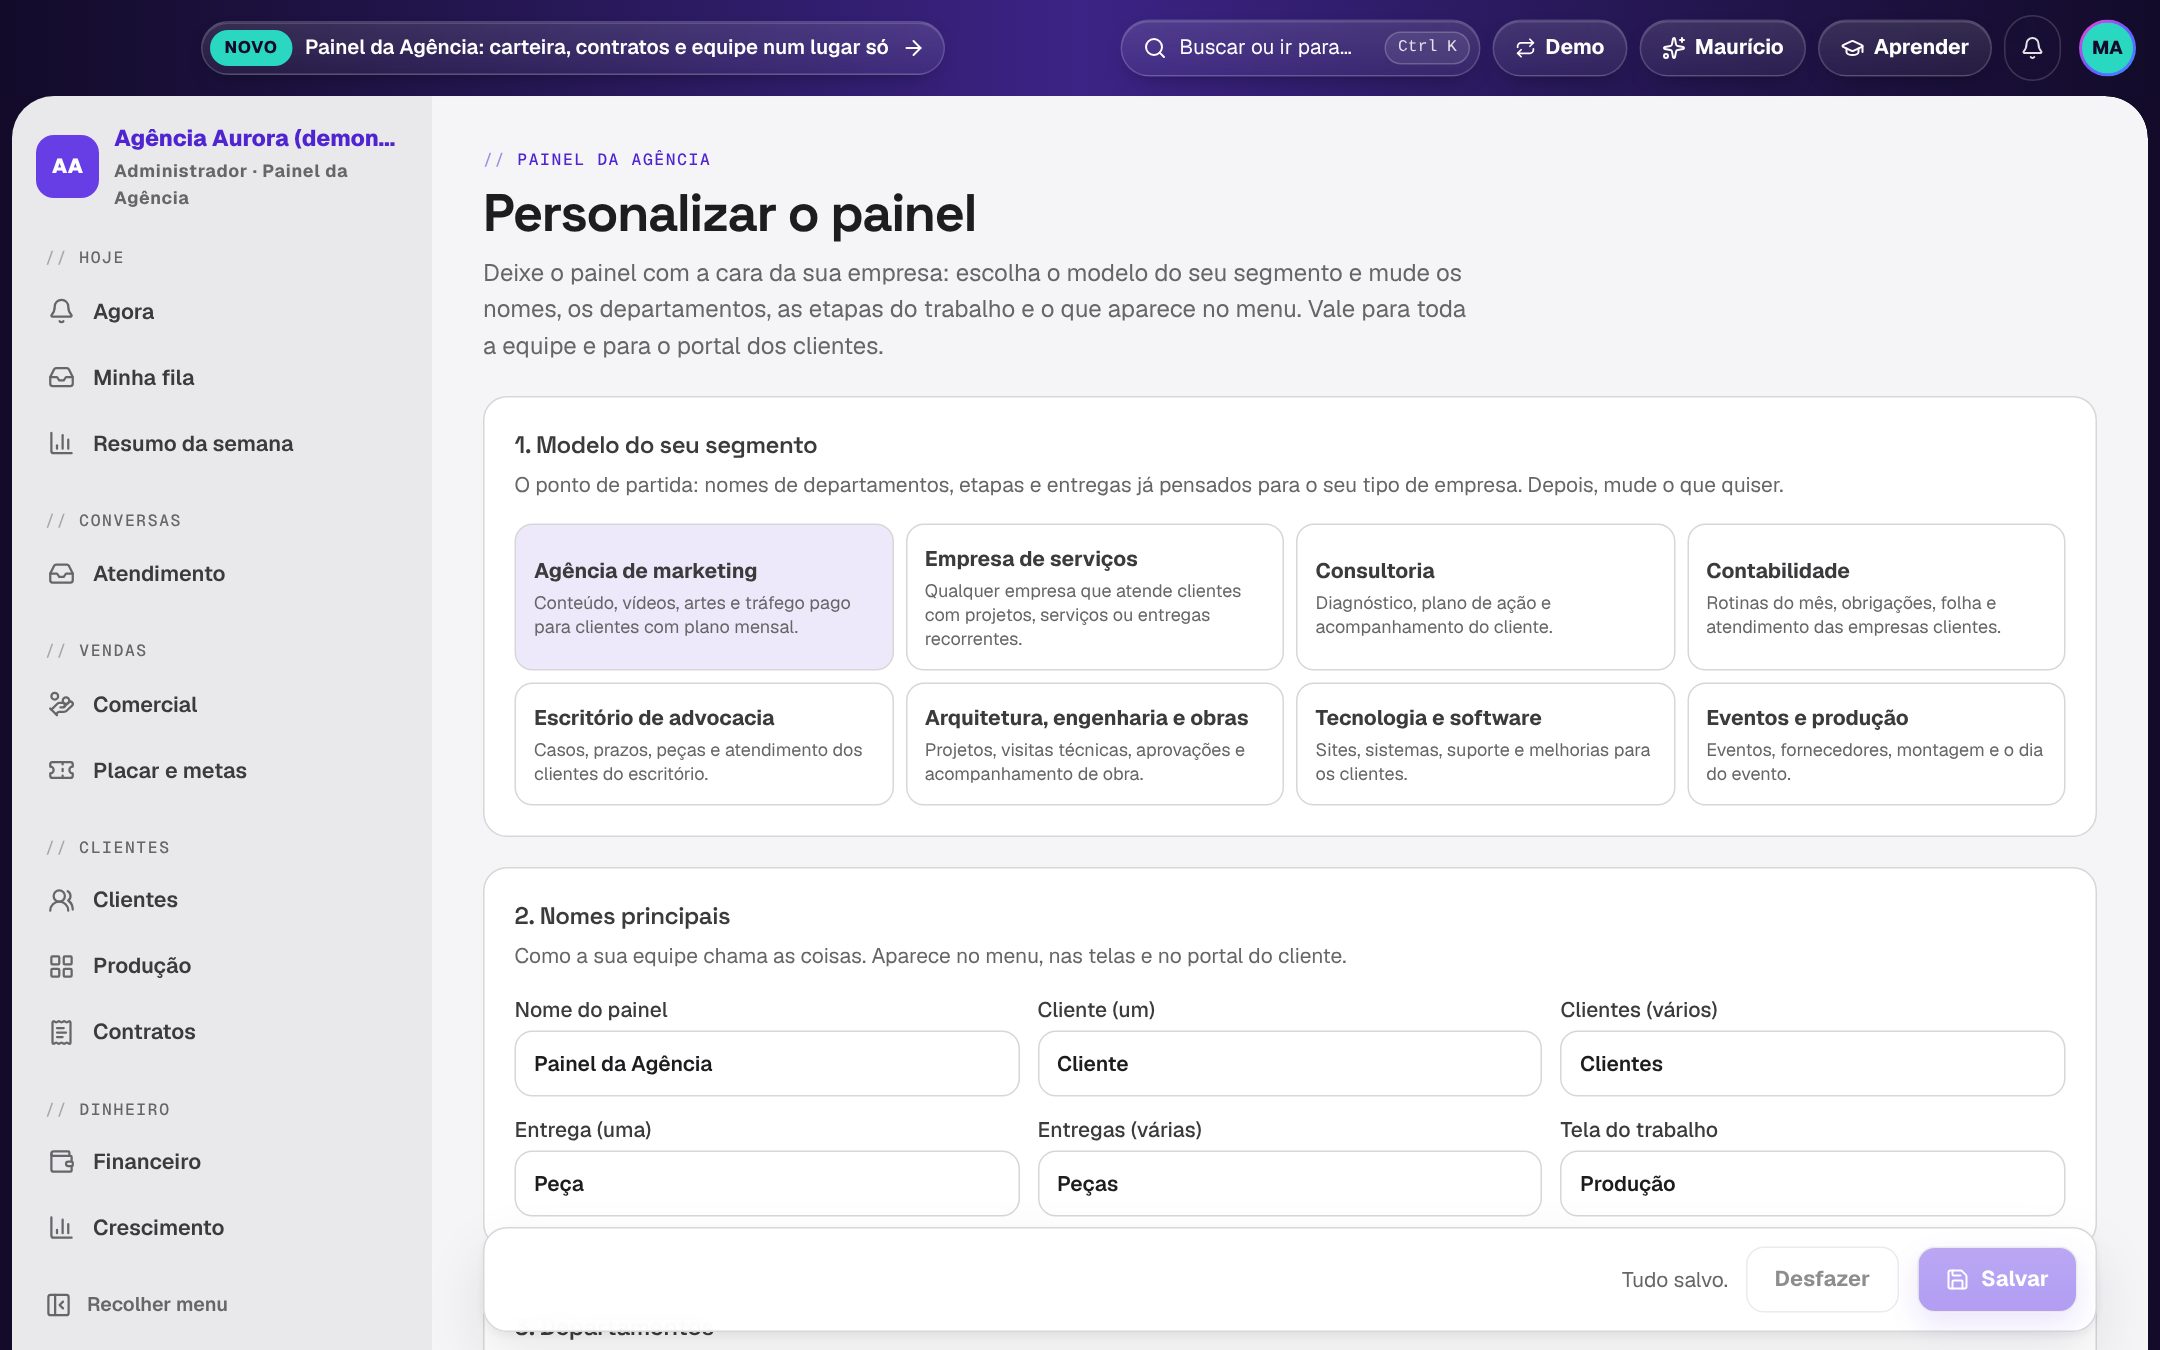 NOVO Painel da Agência: carteira, contratos e equipe num lugar só
Buscar ou ir para... Ctrl K
Demo
Maurício
Aprender
MA
AA
Agência Aurora (demon...
Administrador · Painel da
Agência
// HOJE
Agora
Minha fila
Resumo da semana
// CONVERSAS
Atendimento
// VENDAS
Comercial
Placar e metas
// CLIENTES
Clientes
Produção
Contratos
// DINHEIRO
Financeiro
Crescimento
Recolher menu
// PAINEL DA AGÊNCIA
Personalizar o painel
Deixe o painel com a cara da sua empresa: escolha o modelo do seu segmento e mude os
nomes, os departamentos, as etapas do trabalho e o que aparece no menu. Vale para toda
a equipe e para o portal dos clientes.
1. Modelo do seu segmento
O ponto de partida: nomes de departamentos, etapas e entregas já pensados para o seu tipo de empresa. Depois, mude o que quiser.
Agência de marketing
Conteúdo, vídeos, artes e tráfego pago
para clientes com plano mensal.
Empresa de serviços
Qualquer empresa que atende clientes
com projetos, serviços ou entregas
recorrentes.
Consultoria
Diagnóstico, plano de ação e
acompanhamento do cliente.
Contabilidade
Rotinas do mês, obrigações, folha e
atendimento das empresas clientes.
Escritório de advocacia
Casos, prazos, peças e atendimento dos
clientes do escritório.
Arquitetura, engenharia e obras
Projetos, visitas técnicas, aprovações e
acompanhamento de obra.
Tecnologia e software
Sites, sistemas, suporte e melhorias para
os clientes.
Eventos e produção
Eventos, fornecedores, montagem e o dia
do evento.
2. Nomes principais
Como a sua equipe chama as coisas. Aparece no menu, nas telas e no portal do cliente.
Nome do painel
Painel da Agência
Cliente (um)
Cliente
Clientes (vários)
Clientes
Entrega (uma)
Peça
Entregas (várias)
Peças
Tela do trabalho
Produção
Tudo salvo.
Desfazer
Salvar
3. Departamentos